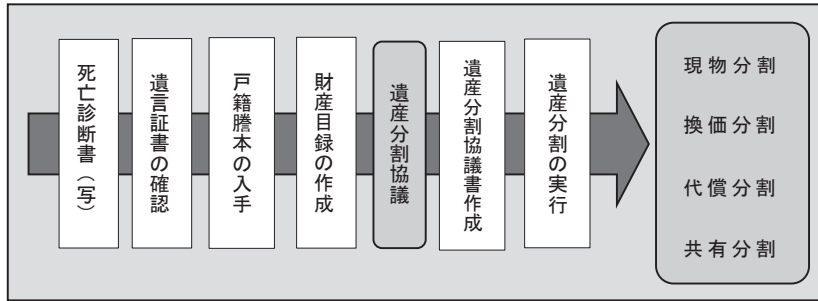 死亡診断書（写）
遺言証書の確認
戸籍謄本の入手
財産目録の作成
遺産分割協議
遺産分割協議書作成
遺産分割の実行
現物分割
換価分割
代償分割
共有分割